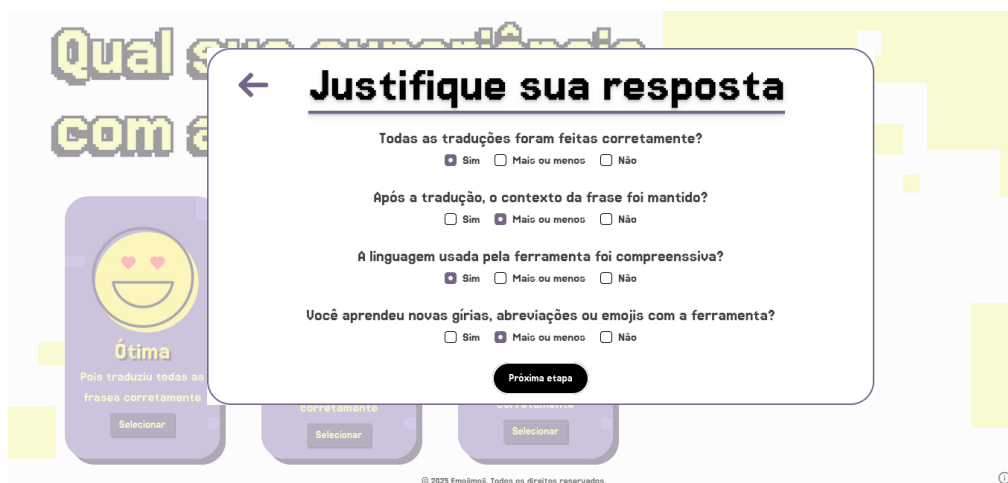 Qual sua experiência
com a
Justifique sua resposta
Todas as traduções foram feitas corretamente?
Sim Mais ou menos Não
Após a tradução, o contexto da frase foi mantido?
Sim Mais ou menos Não
A linguagem usada pela ferramenta foi compreenssiva?
Sim Mais ou menos Não
Você aprendeu novas gírias, abreviações ou emojis com a ferramenta?
Sim Mais ou menos Não
Próxima etapa
Ótima
Pois traduziu todas as
frases corretamente
Selecionar
corretamente
Selecionar
corretamente
Selecionar
© 2025 Emojimoji. Todos os direitos reservados.